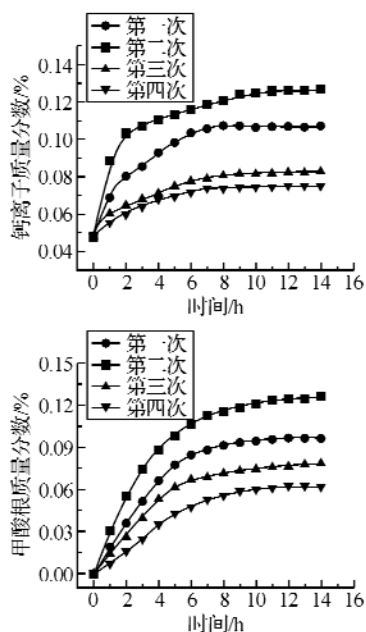 第一次
第二次
第三次
第四次
钙离子质量分数/%
0.14
0.12
0.10
0.08
0.06
0.04
0 2 4 6 8 10 12 14 16
时间/h
第一次
第二次
第三次
第四次
甲酸根质量分数/%
0.15
0.12
0.09
0.06
0.03
0.00
0 2 4 6 8 10 12 14 16
时间/h